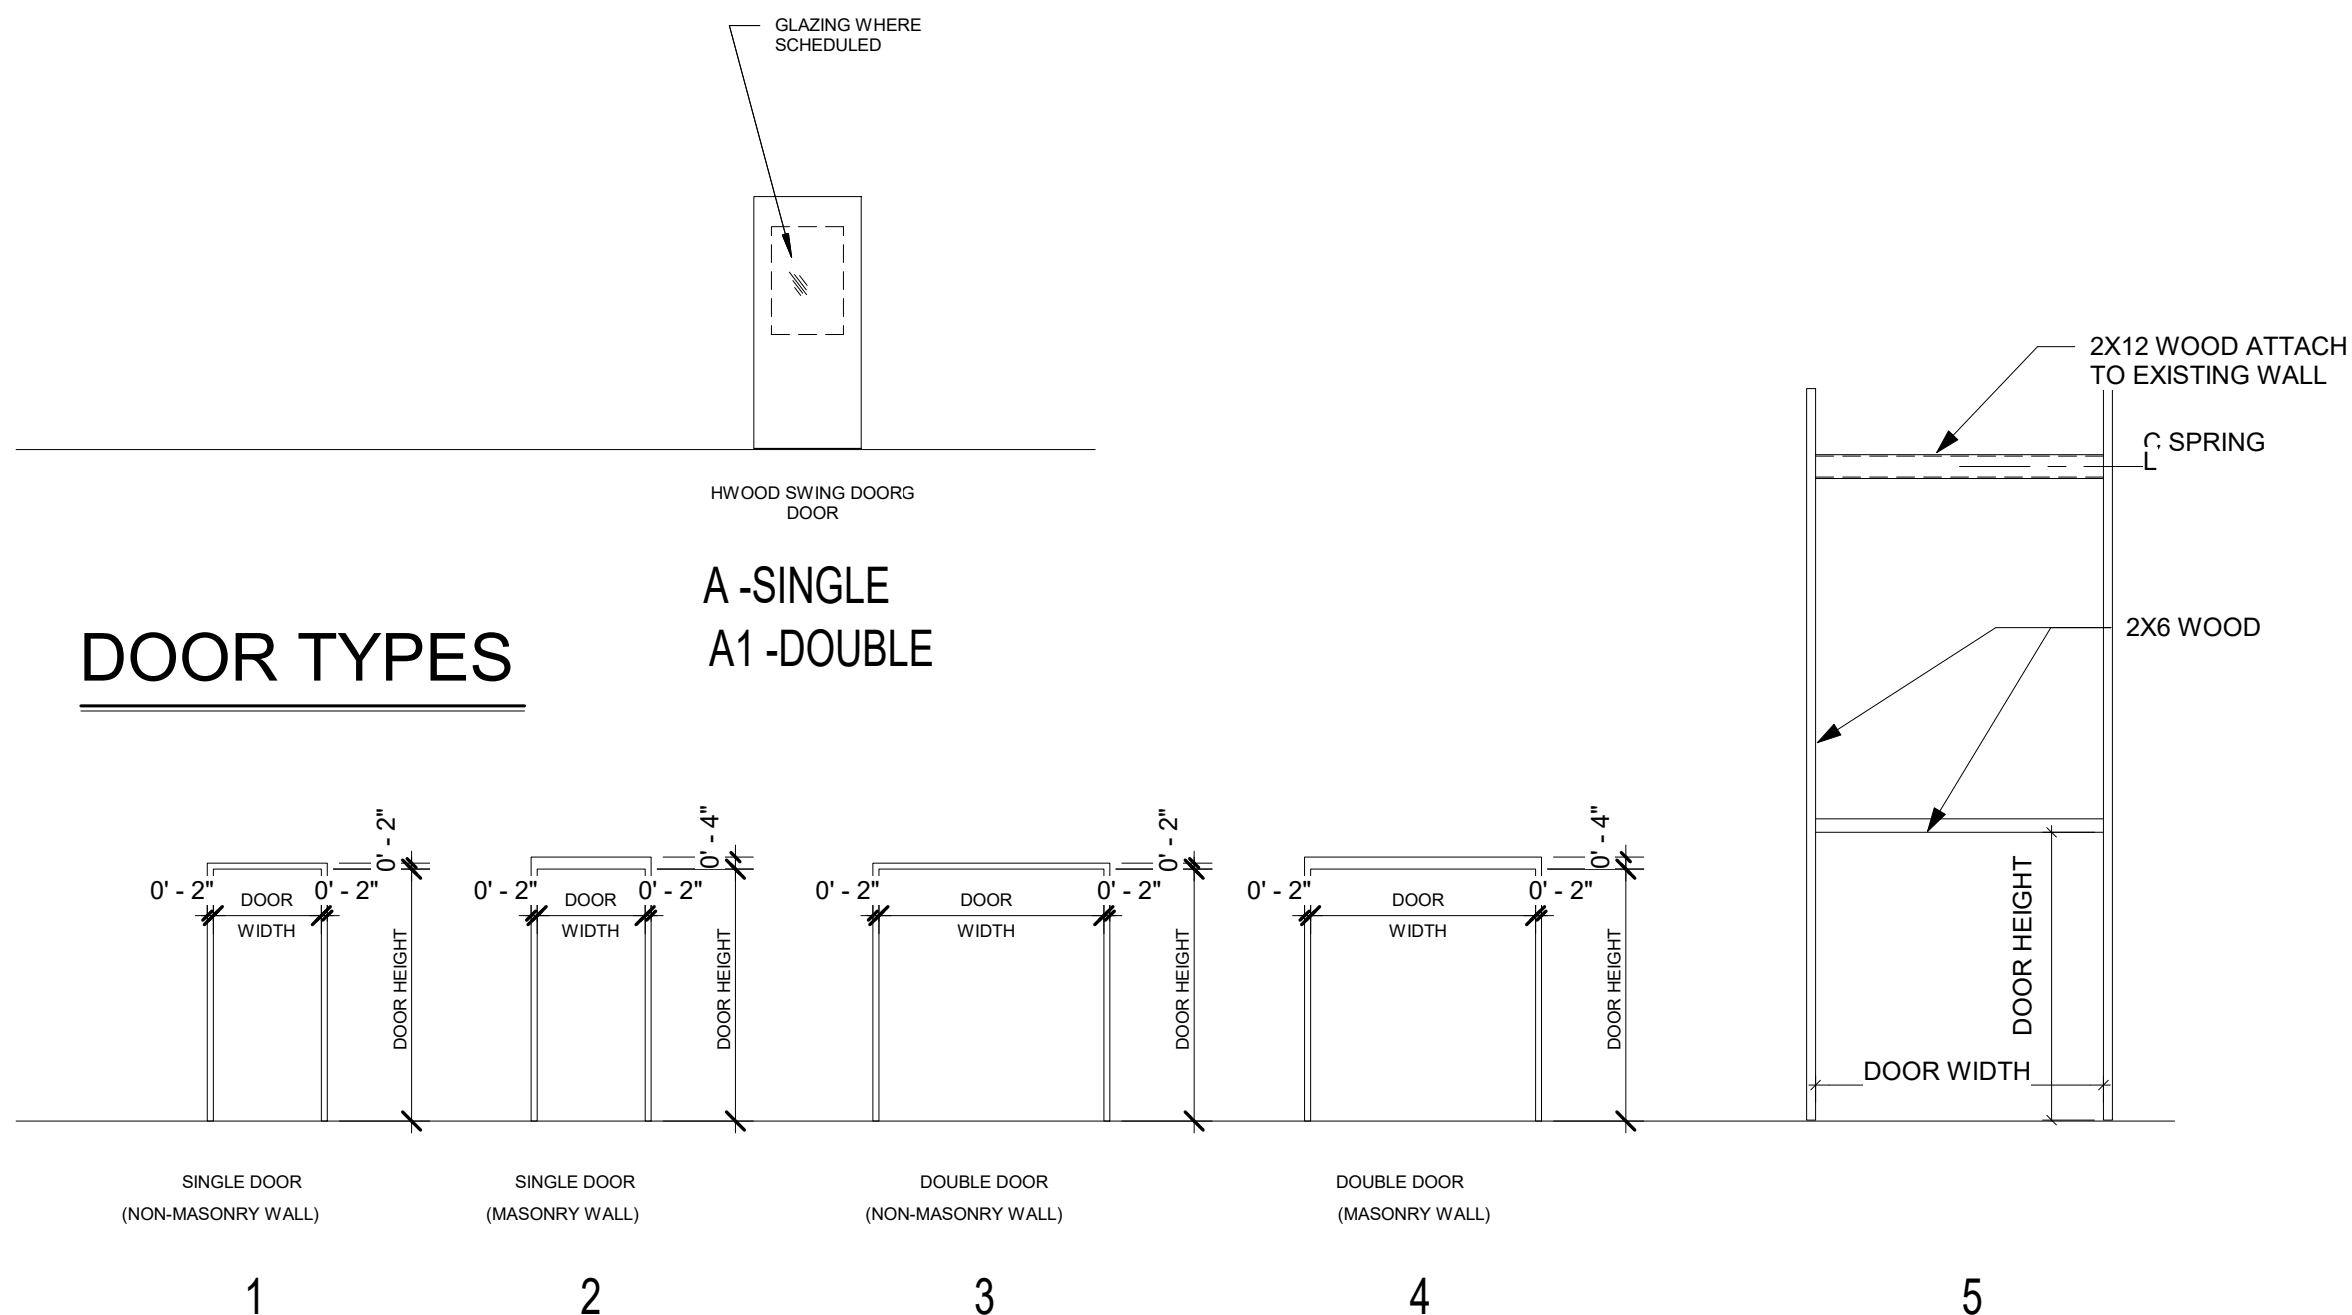 GLAZING WHERE
SCHEDULED
HWOOD SWING DOORG
DOOR
A -SINGLE
A1 -DOUBLE
DOOR TYPES
2X12 WOOD ATTACH
TO EXISTING WALL
CL SPRING
2X6 WOOD
DOOR HEIGHT
DOOR WIDTH
0' - 2"
0' - 2"
0' - 2"
DOOR
WIDTH
DOOR HEIGHT
0' - 4"
0' - 2"
0' - 2"
DOOR
WIDTH
DOOR HEIGHT
0' - 2"
0' - 2"
0' - 2"
DOOR
WIDTH
DOOR HEIGHT
0' - 4"
0' - 2"
0' - 2"
DOOR
WIDTH
DOOR HEIGHT
SINGLE DOOR
(NON-MASONRY WALL)
1
SINGLE DOOR
(MASONRY WALL)
2
DOUBLE DOOR
(NON-MASONRY WALL)
3
DOUBLE DOOR
(MASONRY WALL)
4
5